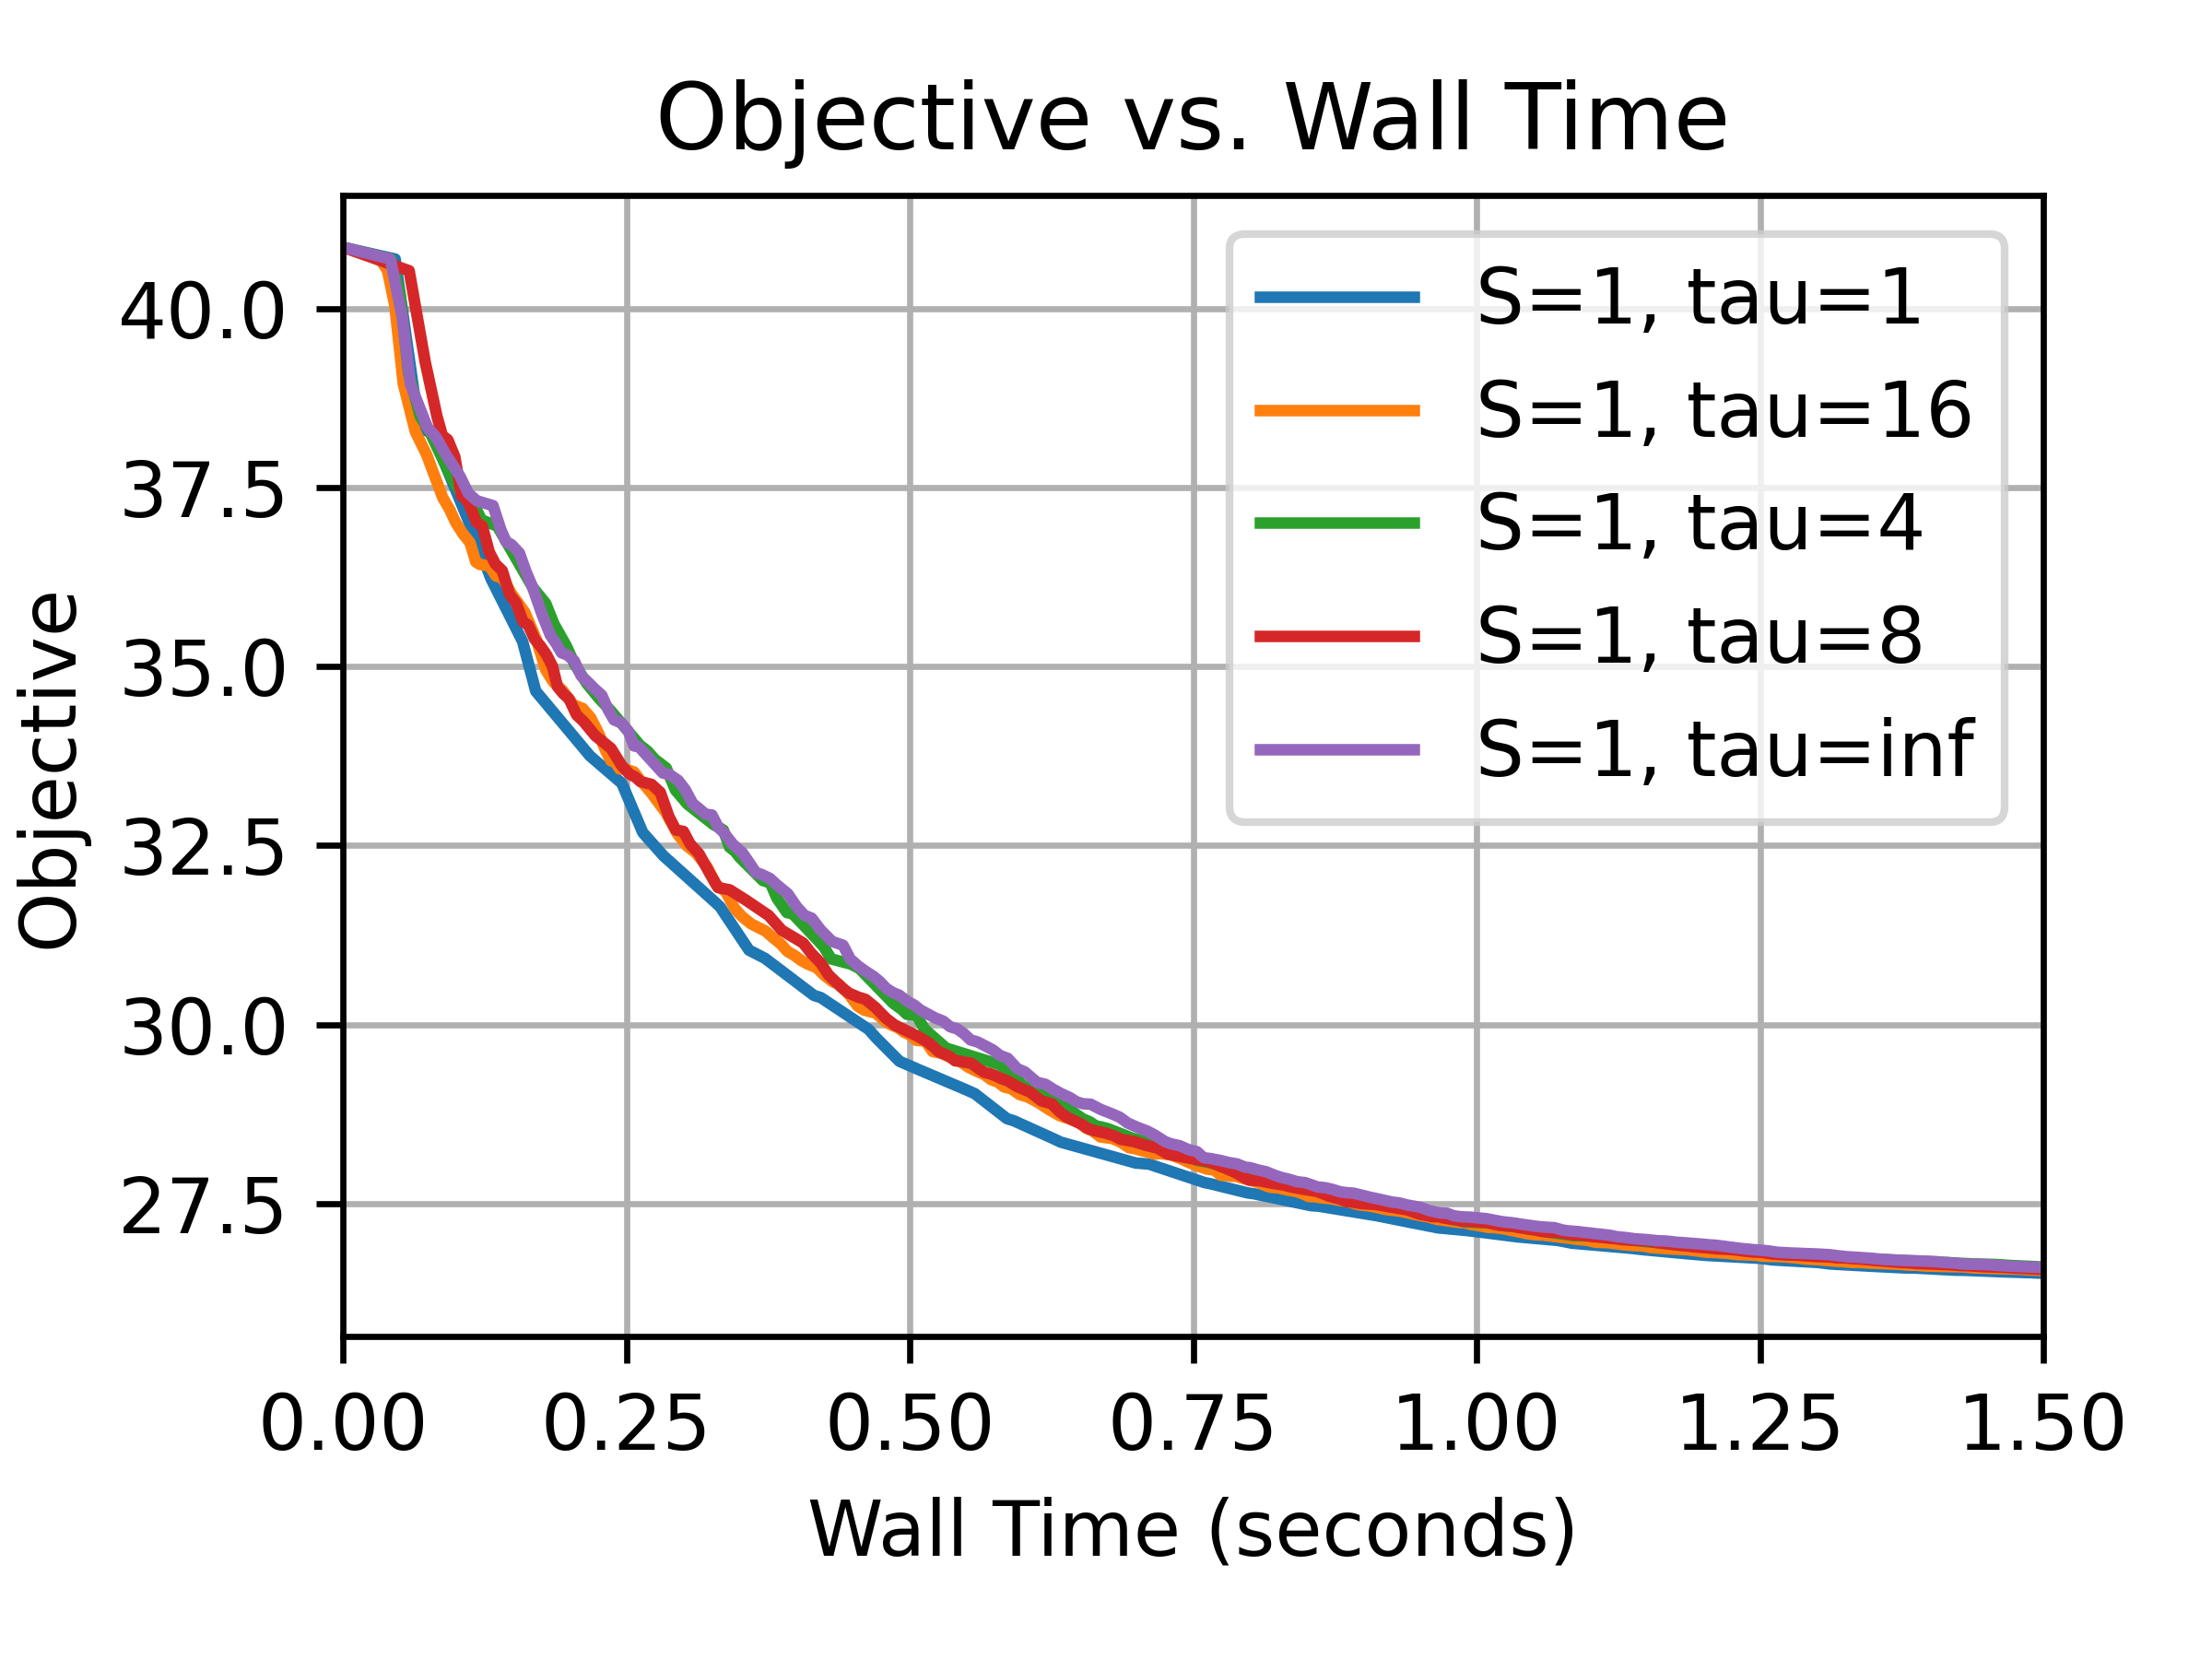 Objective vs. Wall Time
S=1, tau=1
S=1, tau=16
S=1, tau=4
S=1, tau=8
S=1, tau=inf
Objective
40.0
37.5
35.0
32.5
30.0
27.5
0.00 0.25 0.50 0.75 1.00 1.25 1.50
Wall Time (seconds)